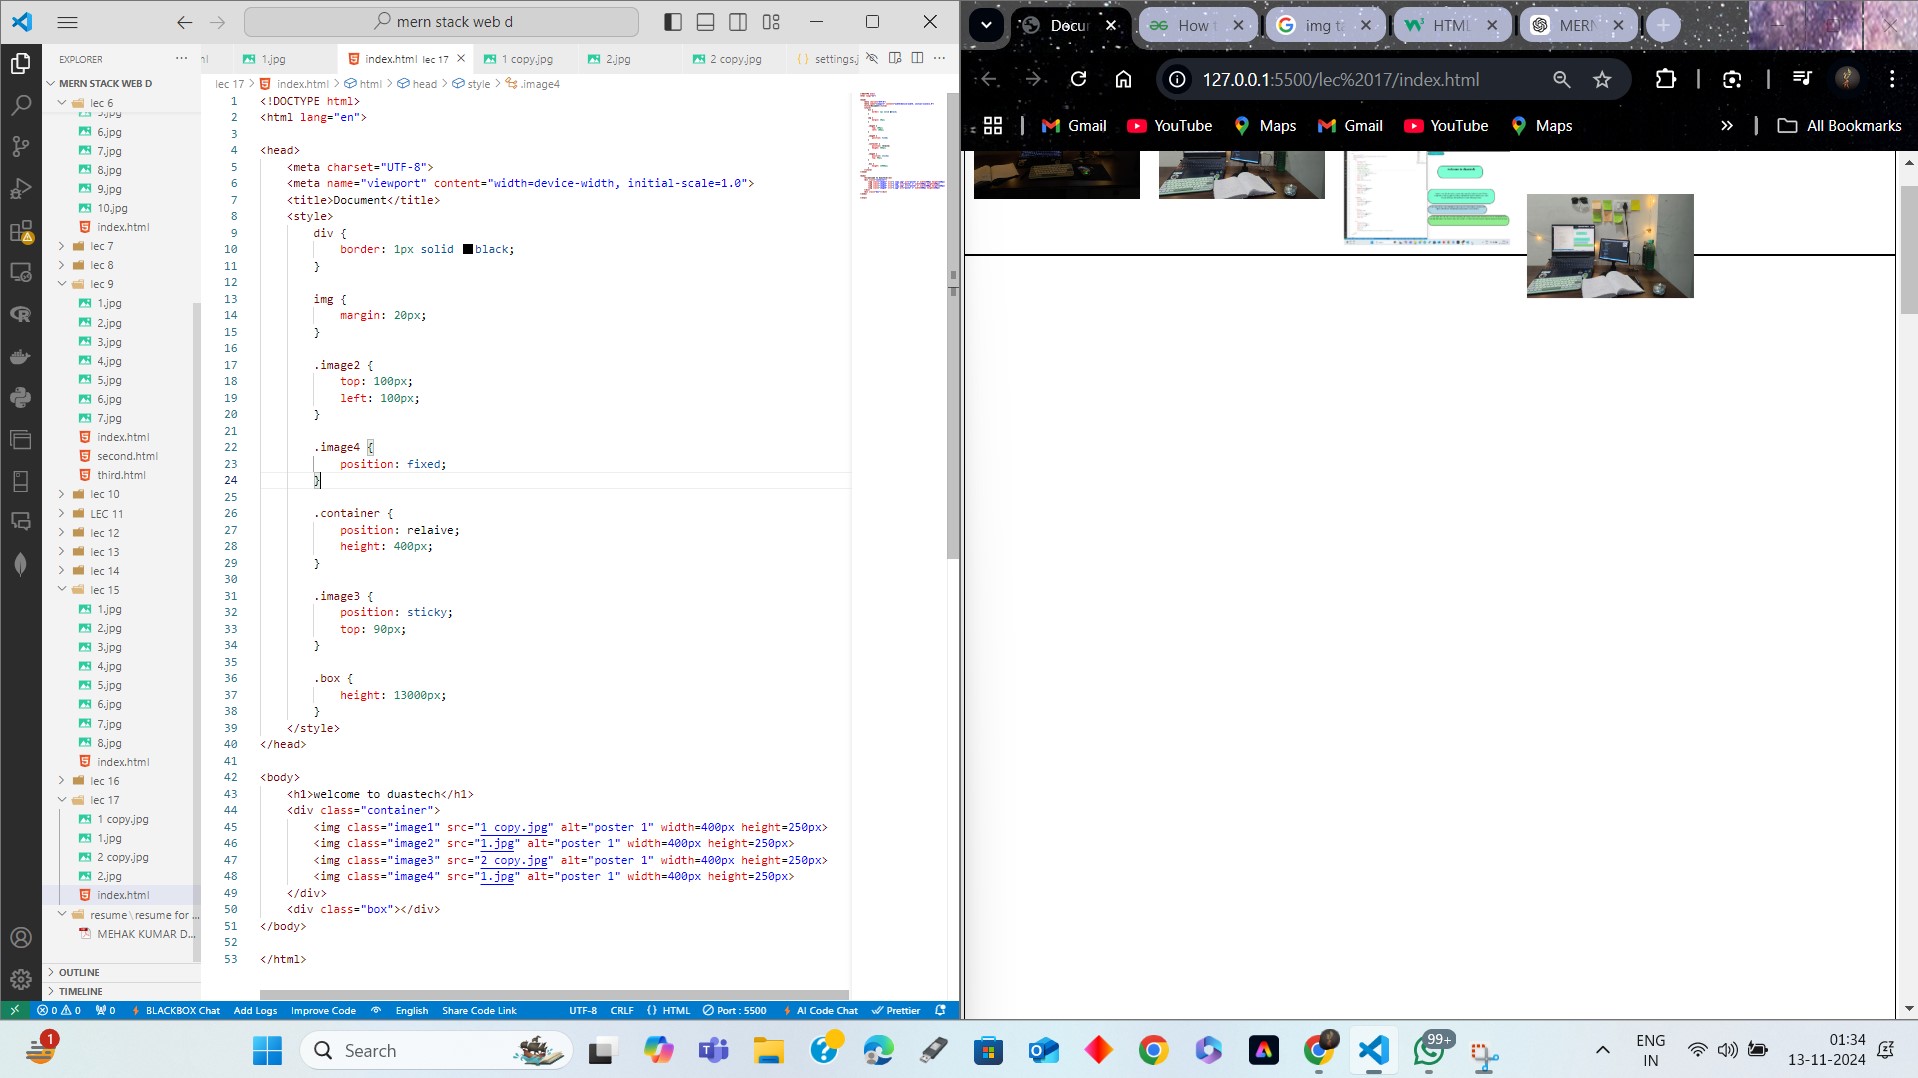 mern stack web d
EXPLORER
MERN STACK WEB D
lec 6
6.jpg
7.jpg
8.jpg
9.jpg
10.jpg
index.html
lec 7
lec 8
lec 9
1.jpg
2.jpg
3.jpg
4.jpg
5.jpg
6.jpg
7.jpg
index.html
second.html
third.html
lec 10
LEC 11
lec 12
lec 13
lec 14
lec 15
1.jpg
2.jpg
3.jpg
4.jpg
5.jpg
6.jpg
7.jpg
8.jpg
index.html
lec 16
lec 17
1 copy.jpg
1.jpg
2 copy.jpg
2.jpg
index.html
resume \ resume for ...
MEHAK KUMAR D...
OUTLINE
TIMELINE
1.jpg index.html lec 17 1 copy.jpg 2.jpg 2 copy.jpg settings.j
lec 17 > index.html > html > head > style > .image4
1 <!DOCTYPE html>
2 <html lang="en">
3
4 <head>
5 <meta charset="UTF-8">
6 <meta name="viewport" content="width=device-width, initial-scale=1.0">
7 <title>Document</title>
8 <style>
9 div {
10 border: 1px solid black;
11 }
12
13 img {
14 margin: 20px;
15 }
16
17 .image2 {
18 top: 100px;
19 left: 100px;
20 }
21
22 .image4 {
23 position: fixed;
24 }
25
26 .container {
27 position: relaive;
28 height: 400px;
29 }
30
31 .image3 {
32 position: sticky;
33 top: 90px;
34 }
35
36 .box {
37 height: 13000px;
38 }
39 </style>
40 </head>
41
42 <body>
43 <h1>welcome to duastech</h1>
44 <div class="container">
45 <img class="image1" src="1 copy.jpg" alt="poster 1" width=400px height=250px>
46 <img class="image2" src="1.jpg" alt="poster 1" width=400px height=250px>
47 <img class="image3" src="2 copy.jpg" alt="poster 1" width=400px height=250px>
48 <img class="image4" src="1.jpg" alt="poster 1" width=400px height=250px>
49 </div>
50 <div class="box"></div>
51 </body>
52
53 </html>
0 0 0 BLACKBOX Chat Add Logs Improve Code English Share Code Link UTF-8 CRLF {} HTML Port : 5500 AI Code Chat Prettier
Docu How t img ta HTML MERN
127.0.0.1:5500/lec%2017/index.html
Gmail YouTube Maps Gmail YouTube Maps » All Bookmarks
1 Search 99+ ENG IN 01:34
13-11-2024